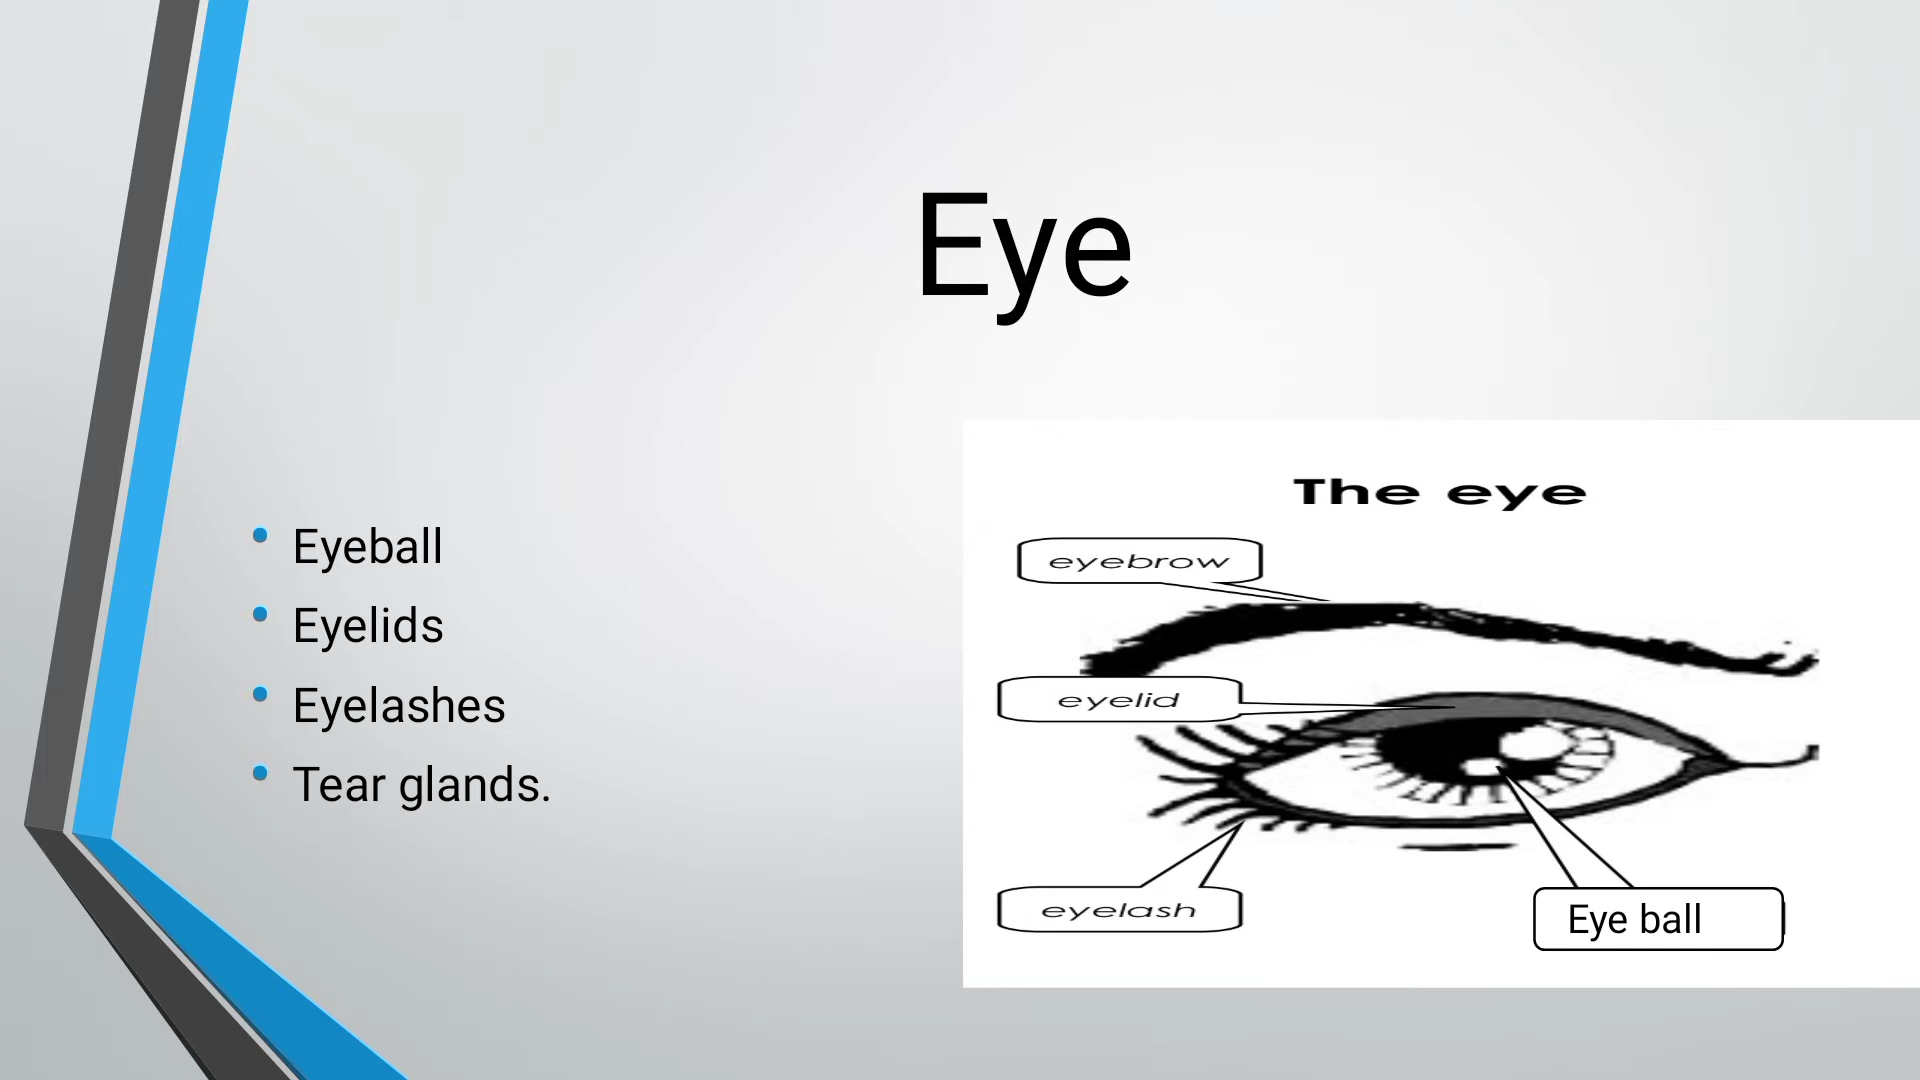 Eye
• Eyeball
• Eyelids
• Eyelashes
• Tear glands.
The eye
eyebrow
eyelid
eyelash
Eye ball